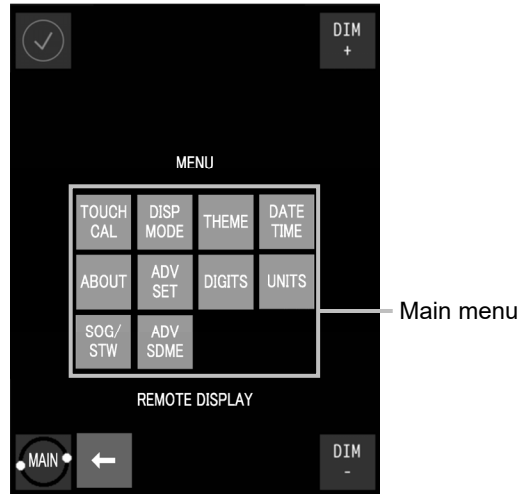 DIM
+
MENU
TOUCH
CAL
DISP
MODE
THEME
DATE
TIME
ABOUT
ADV
SET
DIGITS
UNITS
SOG/
STW
ADV
SDME
Main menu
REMOTE DISPLAY
MAIN
DIM
-